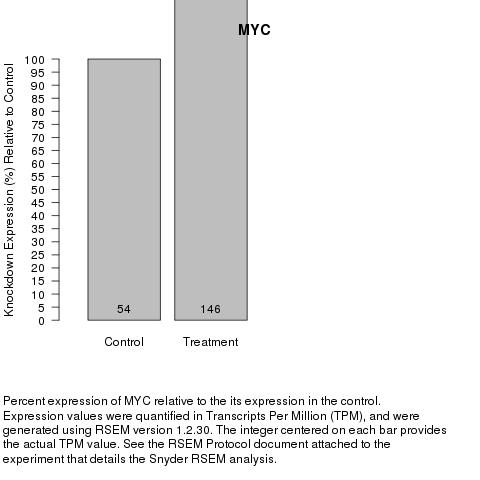 MYC
Knockdown Expression (%) Relative to Control
100
95
90
85
80
75
70
65
60
55
50
45
40
35
30
25
20
15
10
5
0
54
146
Control
Treatment
Percent expression of MYC relative to the its expression in the control.
Expression values were quantified in Transcripts Per Million (TPM), and were
generated using RSEM version 1.2.30. The integer centered on each bar provides
the actual TPM value. See the RSEM Protocol document attached to the
experiment that details the Snyder RSEM analysis.